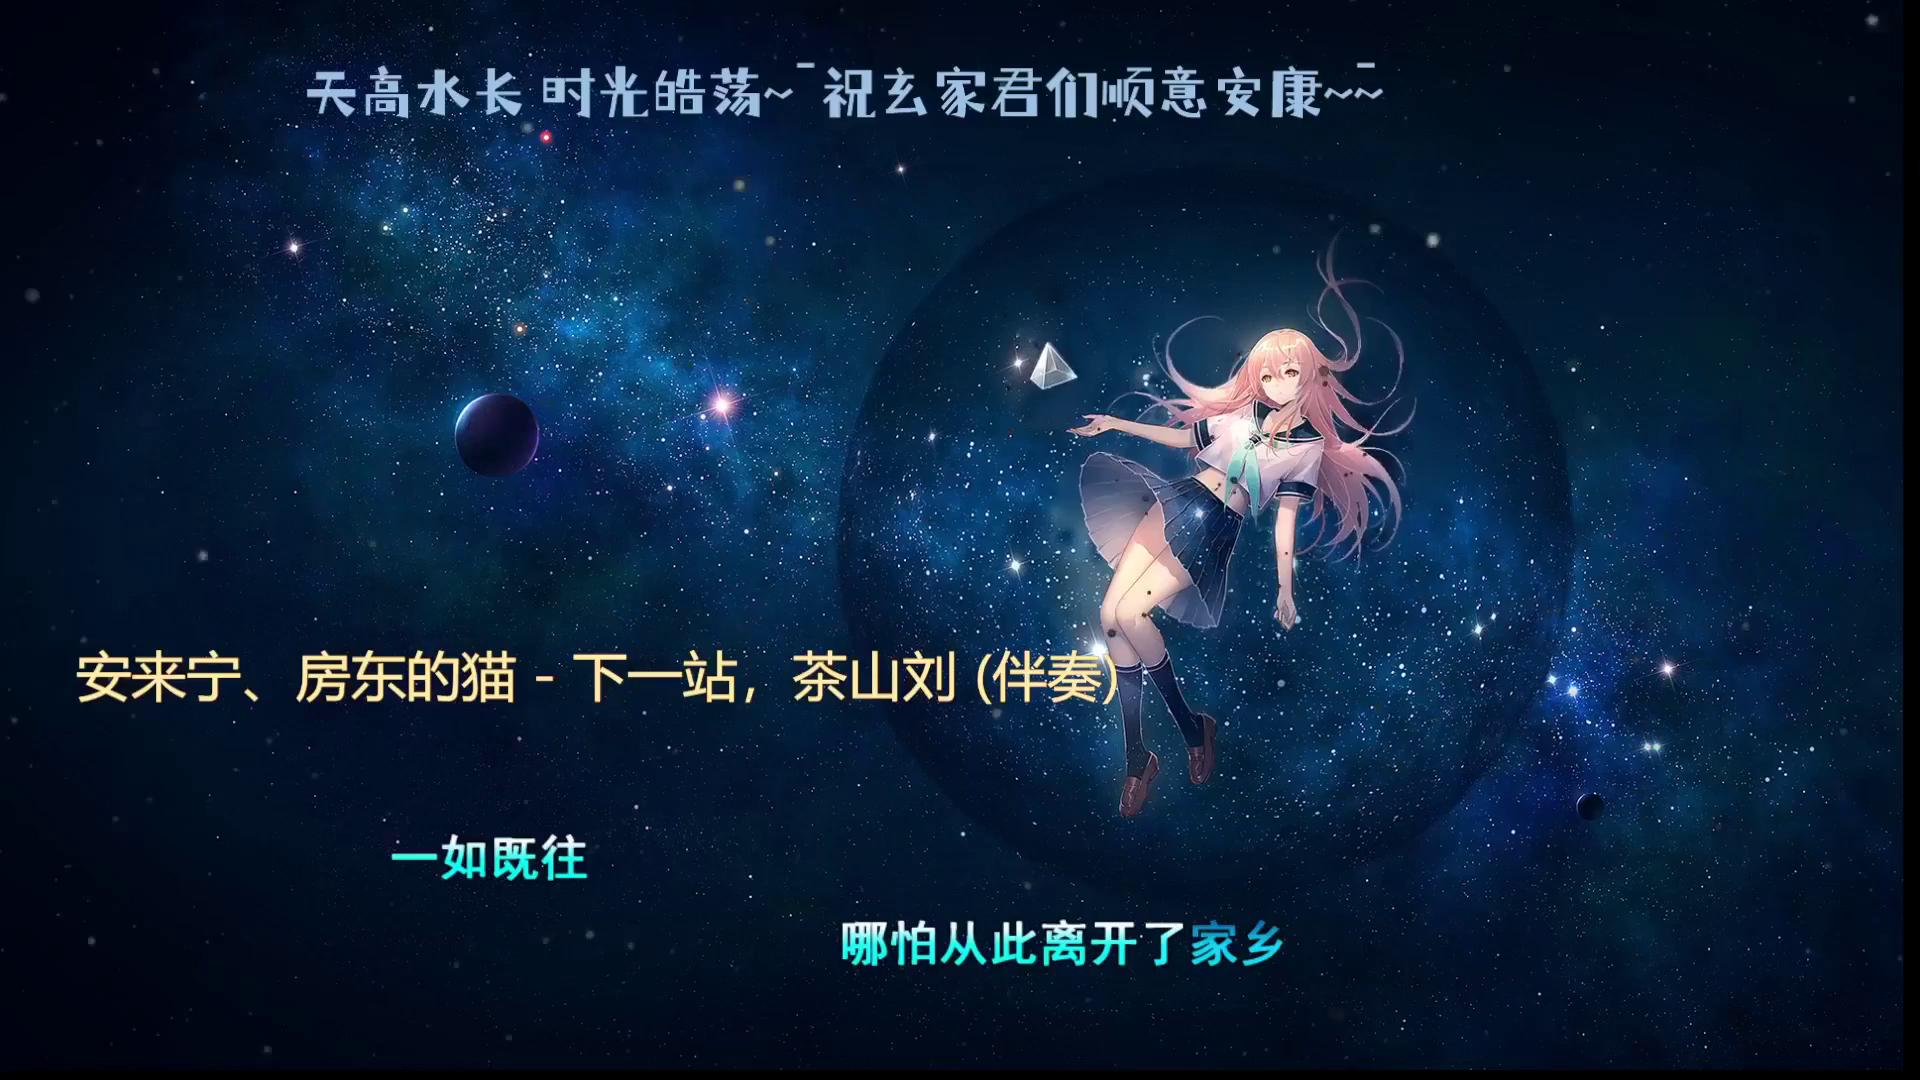 天高水长 时光皓荡~ˉ祝玄家君们顺意安康~ˉ~
安来宁、房东的猫 - 下一站，茶山刘 (伴奏)
一如既往
哪怕从此离开了家乡